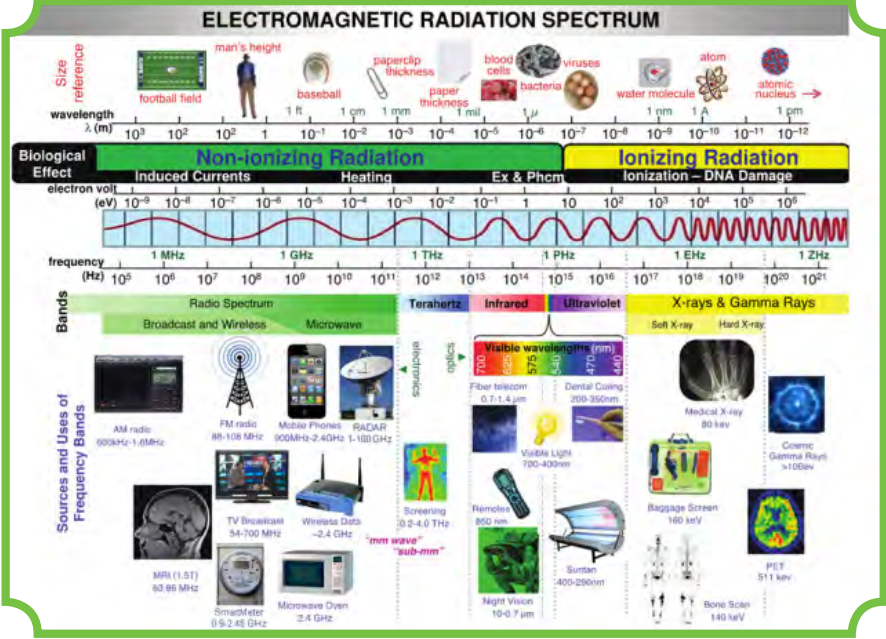 ELECTROMAGNETIC RADIATION SPECTRUM
Size
reference
football field
man's height
baseball
paperclip
thickness
paper
thickness
blood
cells
bacteria
viruses
water molecule
atom
atomic
nucleus
wavelength
λ (m)
1 ft 1 cm 1 mm 1 mil 1 µ 1 nm 1 A 1 pm
10³ 10² 10² 1 10⁻¹ 10⁻² 10⁻³ 10⁻⁴ 10⁻⁵ 10⁻⁶ 10⁻⁷ 10⁻⁸ 10⁻⁹ 10⁻¹⁰ 10⁻¹¹ 10⁻¹²
Biological
Effect
Non-ionizing Radiation
Ionizing Radiation
Induced Currents Heating Ex & Phcm Ionization – DNA Damage
electron volt
(eV) 10⁻⁹ 10⁻⁸ 10⁻⁷ 10⁻⁶ 10⁻⁵ 10⁻⁴ 10⁻³ 10⁻² 10⁻¹ 1 10 10² 10³ 10⁴ 10⁵ 10⁶
frequency
(Hz)
1 MHz 1 GHz 1 THz 1 PHz 1 EHz 1 ZHz
10⁵ 10⁶ 10⁷ 10⁸ 10⁹ 10¹⁰ 10¹¹ 10¹² 10¹³ 10¹⁴ 10¹⁵ 10¹⁶ 10¹⁷ 10¹⁸ 10¹⁹ 10²⁰ 10²¹
Bands
Radio Spectrum Terahertz Infrared Ultraviolet X-rays & Gamma Rays
Broadcast and Wireless Microwave Soft X-ray Hard X-ray
electronics
optics
Visible wavelengths (nm)
700 625 575 540 470 440
Sources and Uses of
Frequency Bands
AM radio
600kHz-1.6MHz
FM radio
88-108 MHz
Mobile Phones
900MHz-2.4GHz
RADAR
1-100 GHz
TV Broadcast
54-700 MHz
Wireless Data
~2.4 GHz
MRI (1.5T)
63.86 MHz
SmartMeter
0.9-2.45 GHz
Microwave Oven
2.4 GHz
Screening
0.2-4.0 THz
"mm wave"
"sub-mm"
Fiber telecom
0.7-1.4 µm
Dental Curing
200-350nm
Visible Light
700-400nm
Remotes
850 nm
Night Vision
10-0.7 µm
Suntan
400-290nm
Medical X-ray
80 kev
Baggage Screen
160 keV
Bone Scan
140 keV
Cosmic
Gamma Rays
PET
511 kev